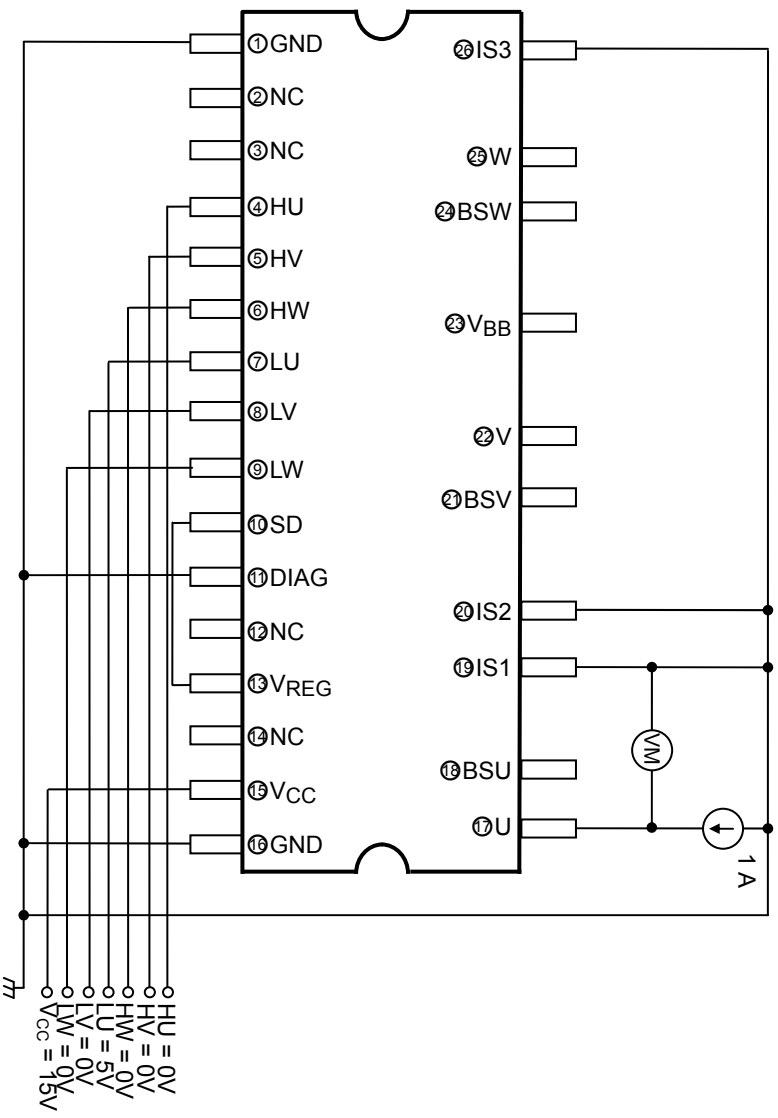 ①GND
②NC
③NC
④HU
⑤HV
⑥HW
⑦LU
⑧LV
⑨LW
⑩SD
⑪DIAG
⑫NC
⑬VREG
⑭NC
⑮VCC
⑯GND
㉖IS3
㉕W
㉔BSW
㉓VBB
㉒V
㉑BSV
⑳IS2
⑲IS1
⑱BSU
⑰U
VM
1 A
HU = 0V
HV = 0V
HW = 0V
LU = 5V
LV = 0V
LW = 0V
VCC = 15V